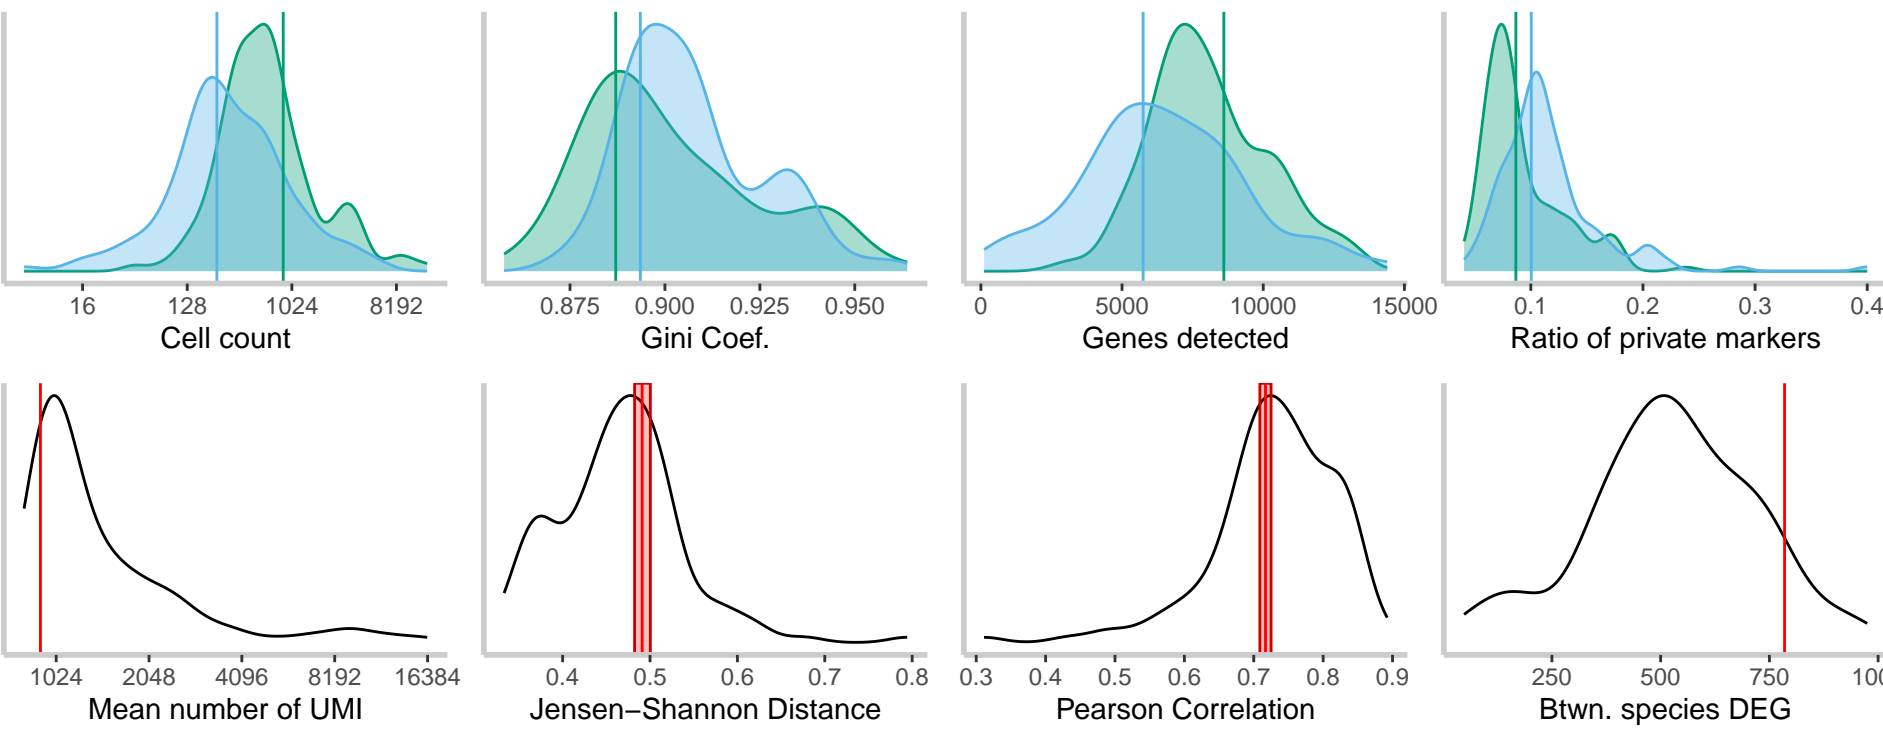 16 128 1024 8192
Cell count
0.875 0.900 0.925 0.950
Gini Coef.
0 5000 10000 15000
Genes detected
0.1 0.2 0.3 0.4
Ratio of private markers
1024 2048 4096 8192 16384
Mean number of UMI
0.4 0.5 0.6 0.7 0.8
Jensen−Shannon Distance
0.3 0.4 0.5 0.6 0.7 0.8 0.9
Pearson Correlation
250 500 750 100
Btwn. species DEG